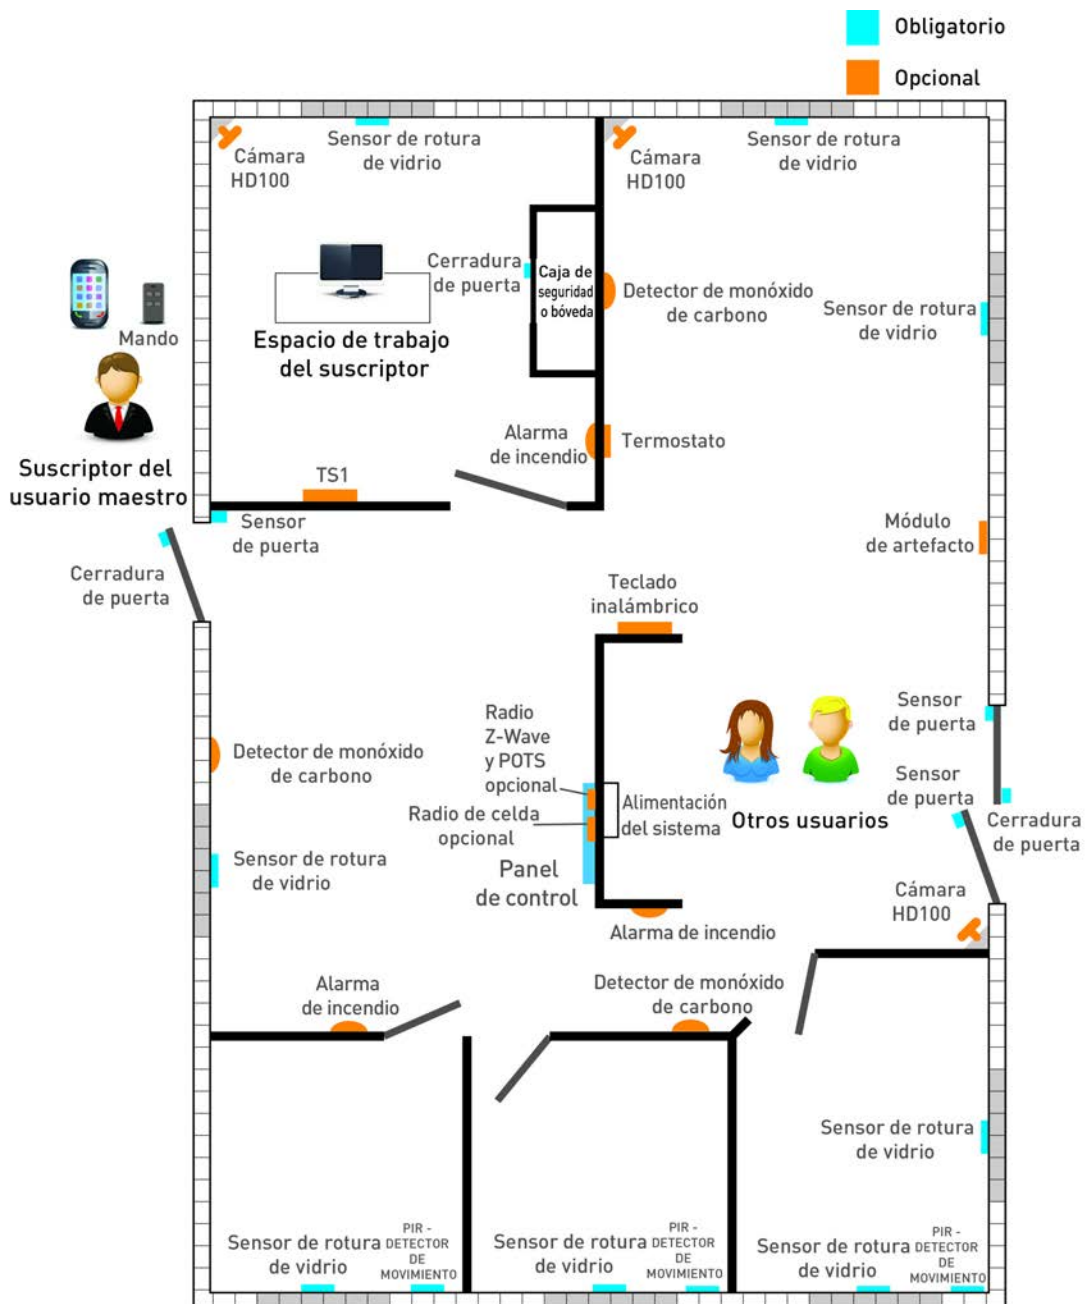 Obligatorio
Opcional
Sensor de rotura
de vidrio
Cámara
HD100
Sensor de rotura
de vidrio
Cámara
HD100
Cerradura
de puerta
Caja de
seguridad
o bóveda
Detector de monóxido
de carbono
Sensor de rotura
de vidrio
Mando
Espacio de trabajo
del suscriptor
Suscriptor del
usuario maestro
Alarma
de incendio
Termostato
TS1
Sensor
de puerta
Módulo
de artefacto
Cerradura
de puerta
Teclado
inalámbrico
Radio
Z-Wave
y POTS
opcional
Sensor
de puerta
Detector de monóxido
de carbono
Sensor
de puerta
Radio de celda
opcional
Alimentación
del sistema
Otros usuarios
Cerradura
de puerta
Panel
de control
Sensor de rotura
de vidrio
Cámara
HD100
Alarma de incendio
Alarma
de incendio
Detector de monóxido
de carbono
Sensor de rotura
de vidrio
Sensor de rotura
de vidrio
PIR -
DETECTOR
DE
MOVIMIENTO
Sensor de rotura
de vidrio
PIR -
DETECTOR
DE
MOVIMIENTO
Sensor de rotura
de vidrio
PIR -
DETECTOR
DE
MOVIMIENTO